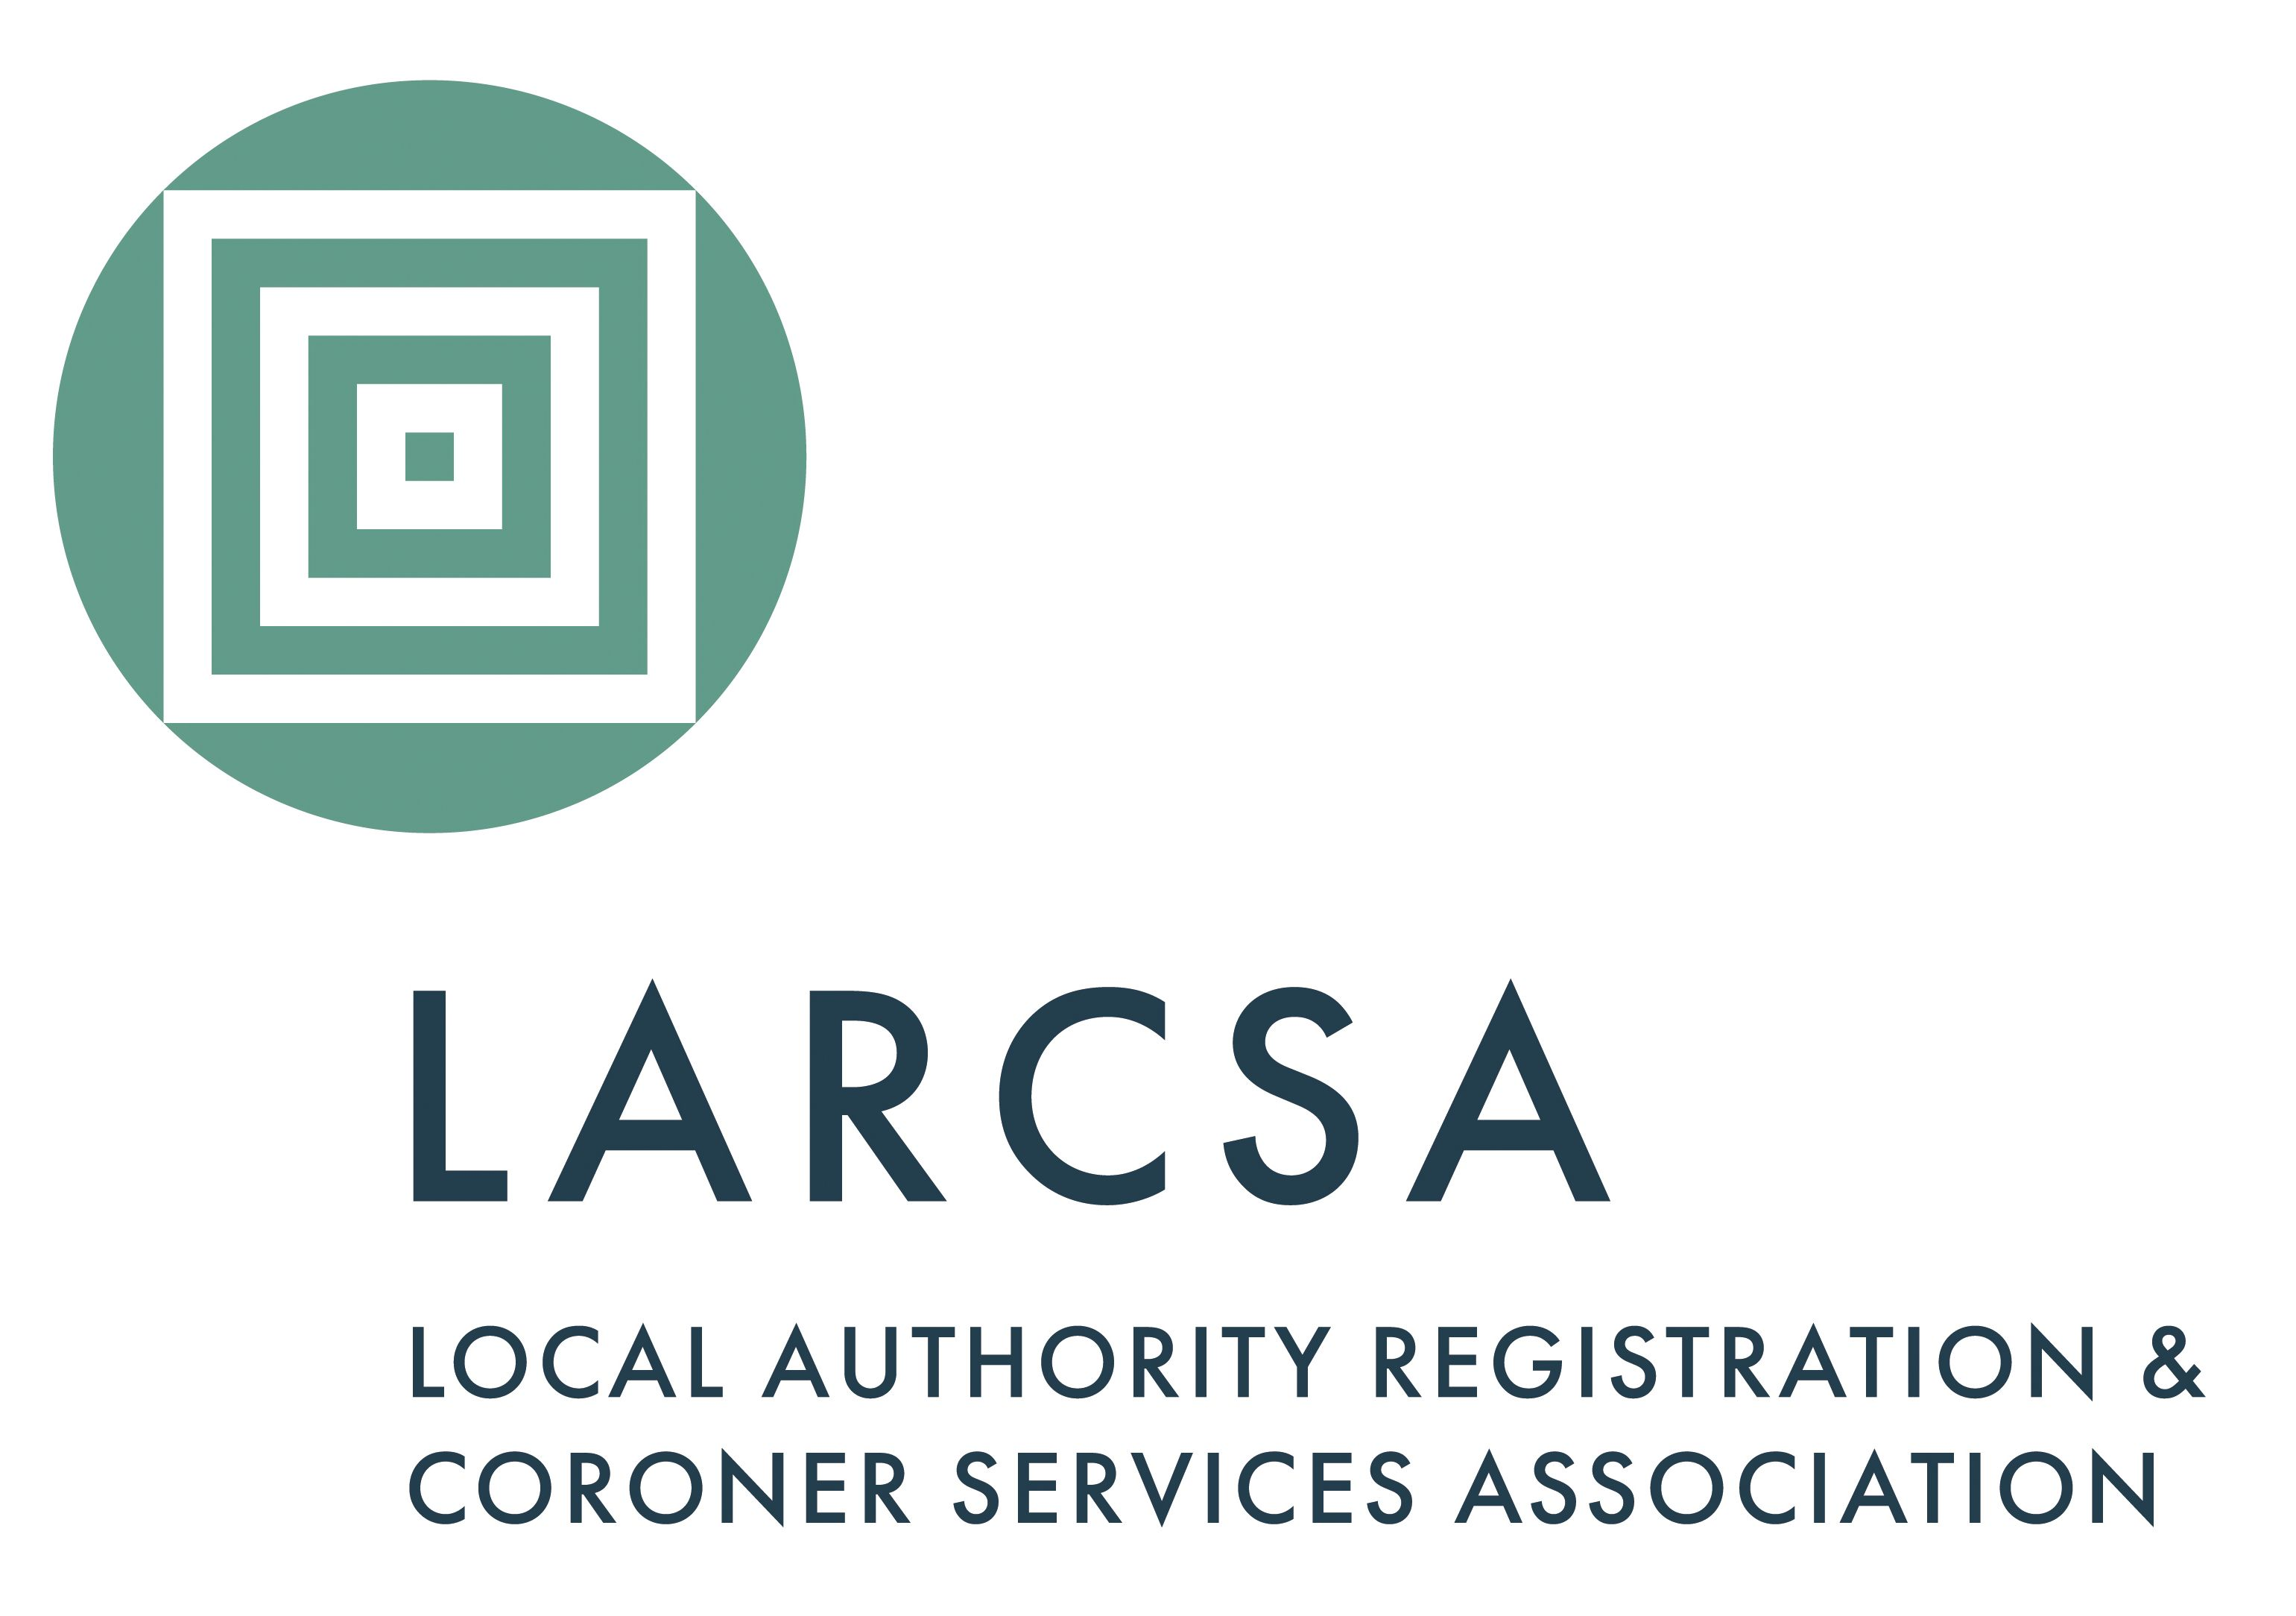 LARCSA
LOCAL AUTHORITY REGISTRATION &
CORONER SERVICES ASSOCIATION